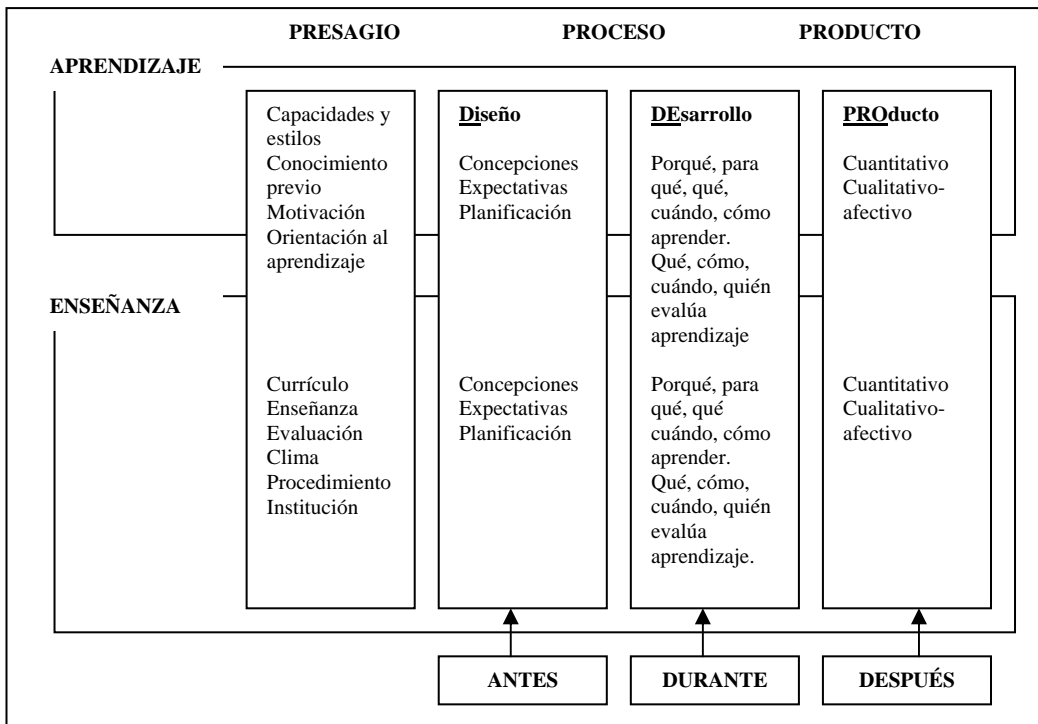 PRESAGIO PROCESO PRODUCTO
APRENDIZAJE
Capacidades y
estilos
Conocimiento
previo
Motivación
Orientación al
aprendizaje
DIseño
Concepciones
Expectativas
Planificación
DEsarrollo
Porqué, para
qué, qué,
cuándo, cómo
aprender.
Qué, cómo,
cuándo, quién
evalúa
aprendizaje
PROducto
Cuantitativo
Cualitativo-
afectivo
ENSEÑANZA
Currículo
Enseñanza
Evaluación
Clima
Procedimiento
Institución
Concepciones
Expectativas
Planificación
Porqué, para
qué, qué
cuándo, cómo
aprender.
Qué, cómo,
cuándo, quién
evalúa
aprendizaje.
Cuantitativo
Cualitativo-
afectivo
ANTES
DURANTE
DESPUÉS